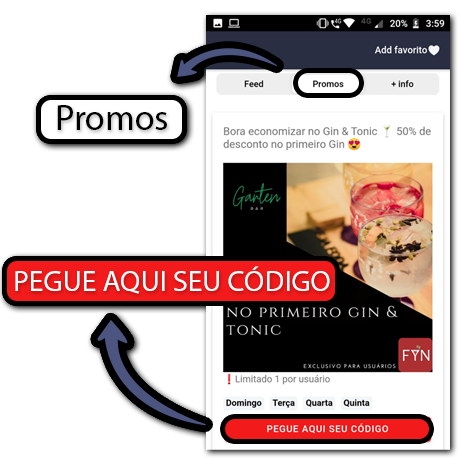 4G 4G 20% 3:59
Add favorito
Feed Promos + info
Promos
Bora economizar no Gin & Tonic 🍸 50% de
desconto no primeiro Gin 😍
Garten
BAR
PEGUE AQUI SEU CÓDIGO
NO PRIMEIRO GIN &
TONIC
FYN
EXCLUSIVO PARA USUÁRIOS
❗Limitado 1 por usuário
Domingo Terça Quarta Quinta
PEGUE AQUI SEU CÓDIGO